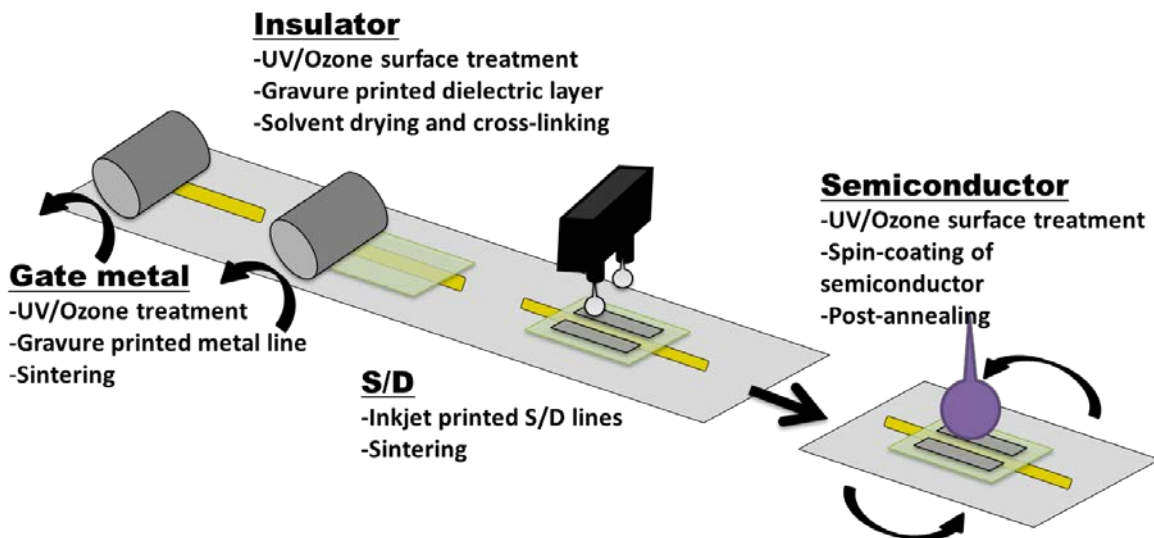 Insulator
-UV/Ozone surface treatment
-Gravure printed dielectric layer
-Solvent drying and cross-linking
Semiconductor
-UV/Ozone surface treatment
-Spin-coating of
semiconductor
-Post-annealing
Gate metal
-UV/Ozone treatment
-Gravure printed metal line
-Sintering
S/D
-Inkjet printed S/D lines
-Sintering